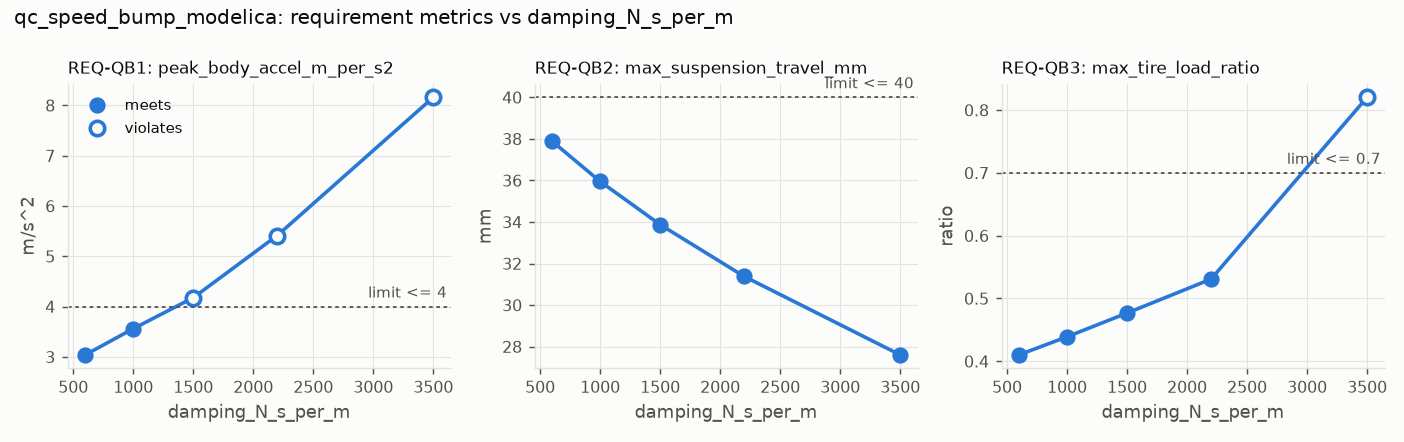 qc_speed_bump_modelica: requirement metrics vs damping_N_s_per_m
REQ-QB1: peak_body_accel_m_per_s2
meets
violates
limit <= 4
m/s^2
8
7
6
5
4
3
500 1000 1500 2000 2500 3000 3500
damping_N_s_per_m
REQ-QB2: max_suspension_travel_mm
limit <= 40
mm
40
38
36
34
32
30
28
500 1000 1500 2000 2500 3000 3500
damping_N_s_per_m
REQ-QB3: max_tire_load_ratio
limit <= 0.7
ratio
0.8
0.7
0.6
0.5
0.4
500 1000 1500 2000 2500 3000 3500
damping_N_s_per_m